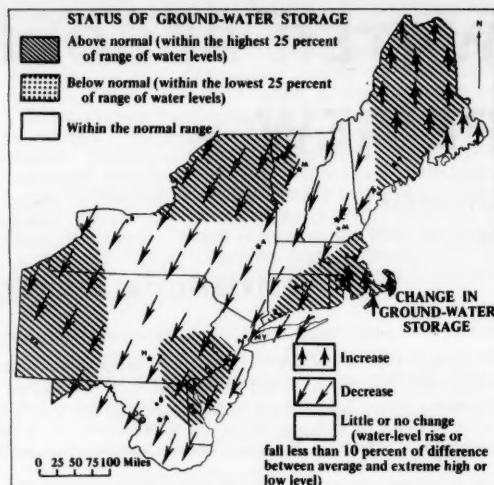 STATUS OF GROUND-WATER STORAGE
Above normal (within the highest 25 percent
of range of water levels)
Below normal (within the lowest 25 percent
of range of water levels)
Within the normal range
N
CHANGE IN
GROUND-WATER
STORAGE
Increase
Decrease
Little or no change
(water-level rise or
fall less than 10 percent of difference
between average and extreme high or
low level)
0 25 50 75 100 Miles